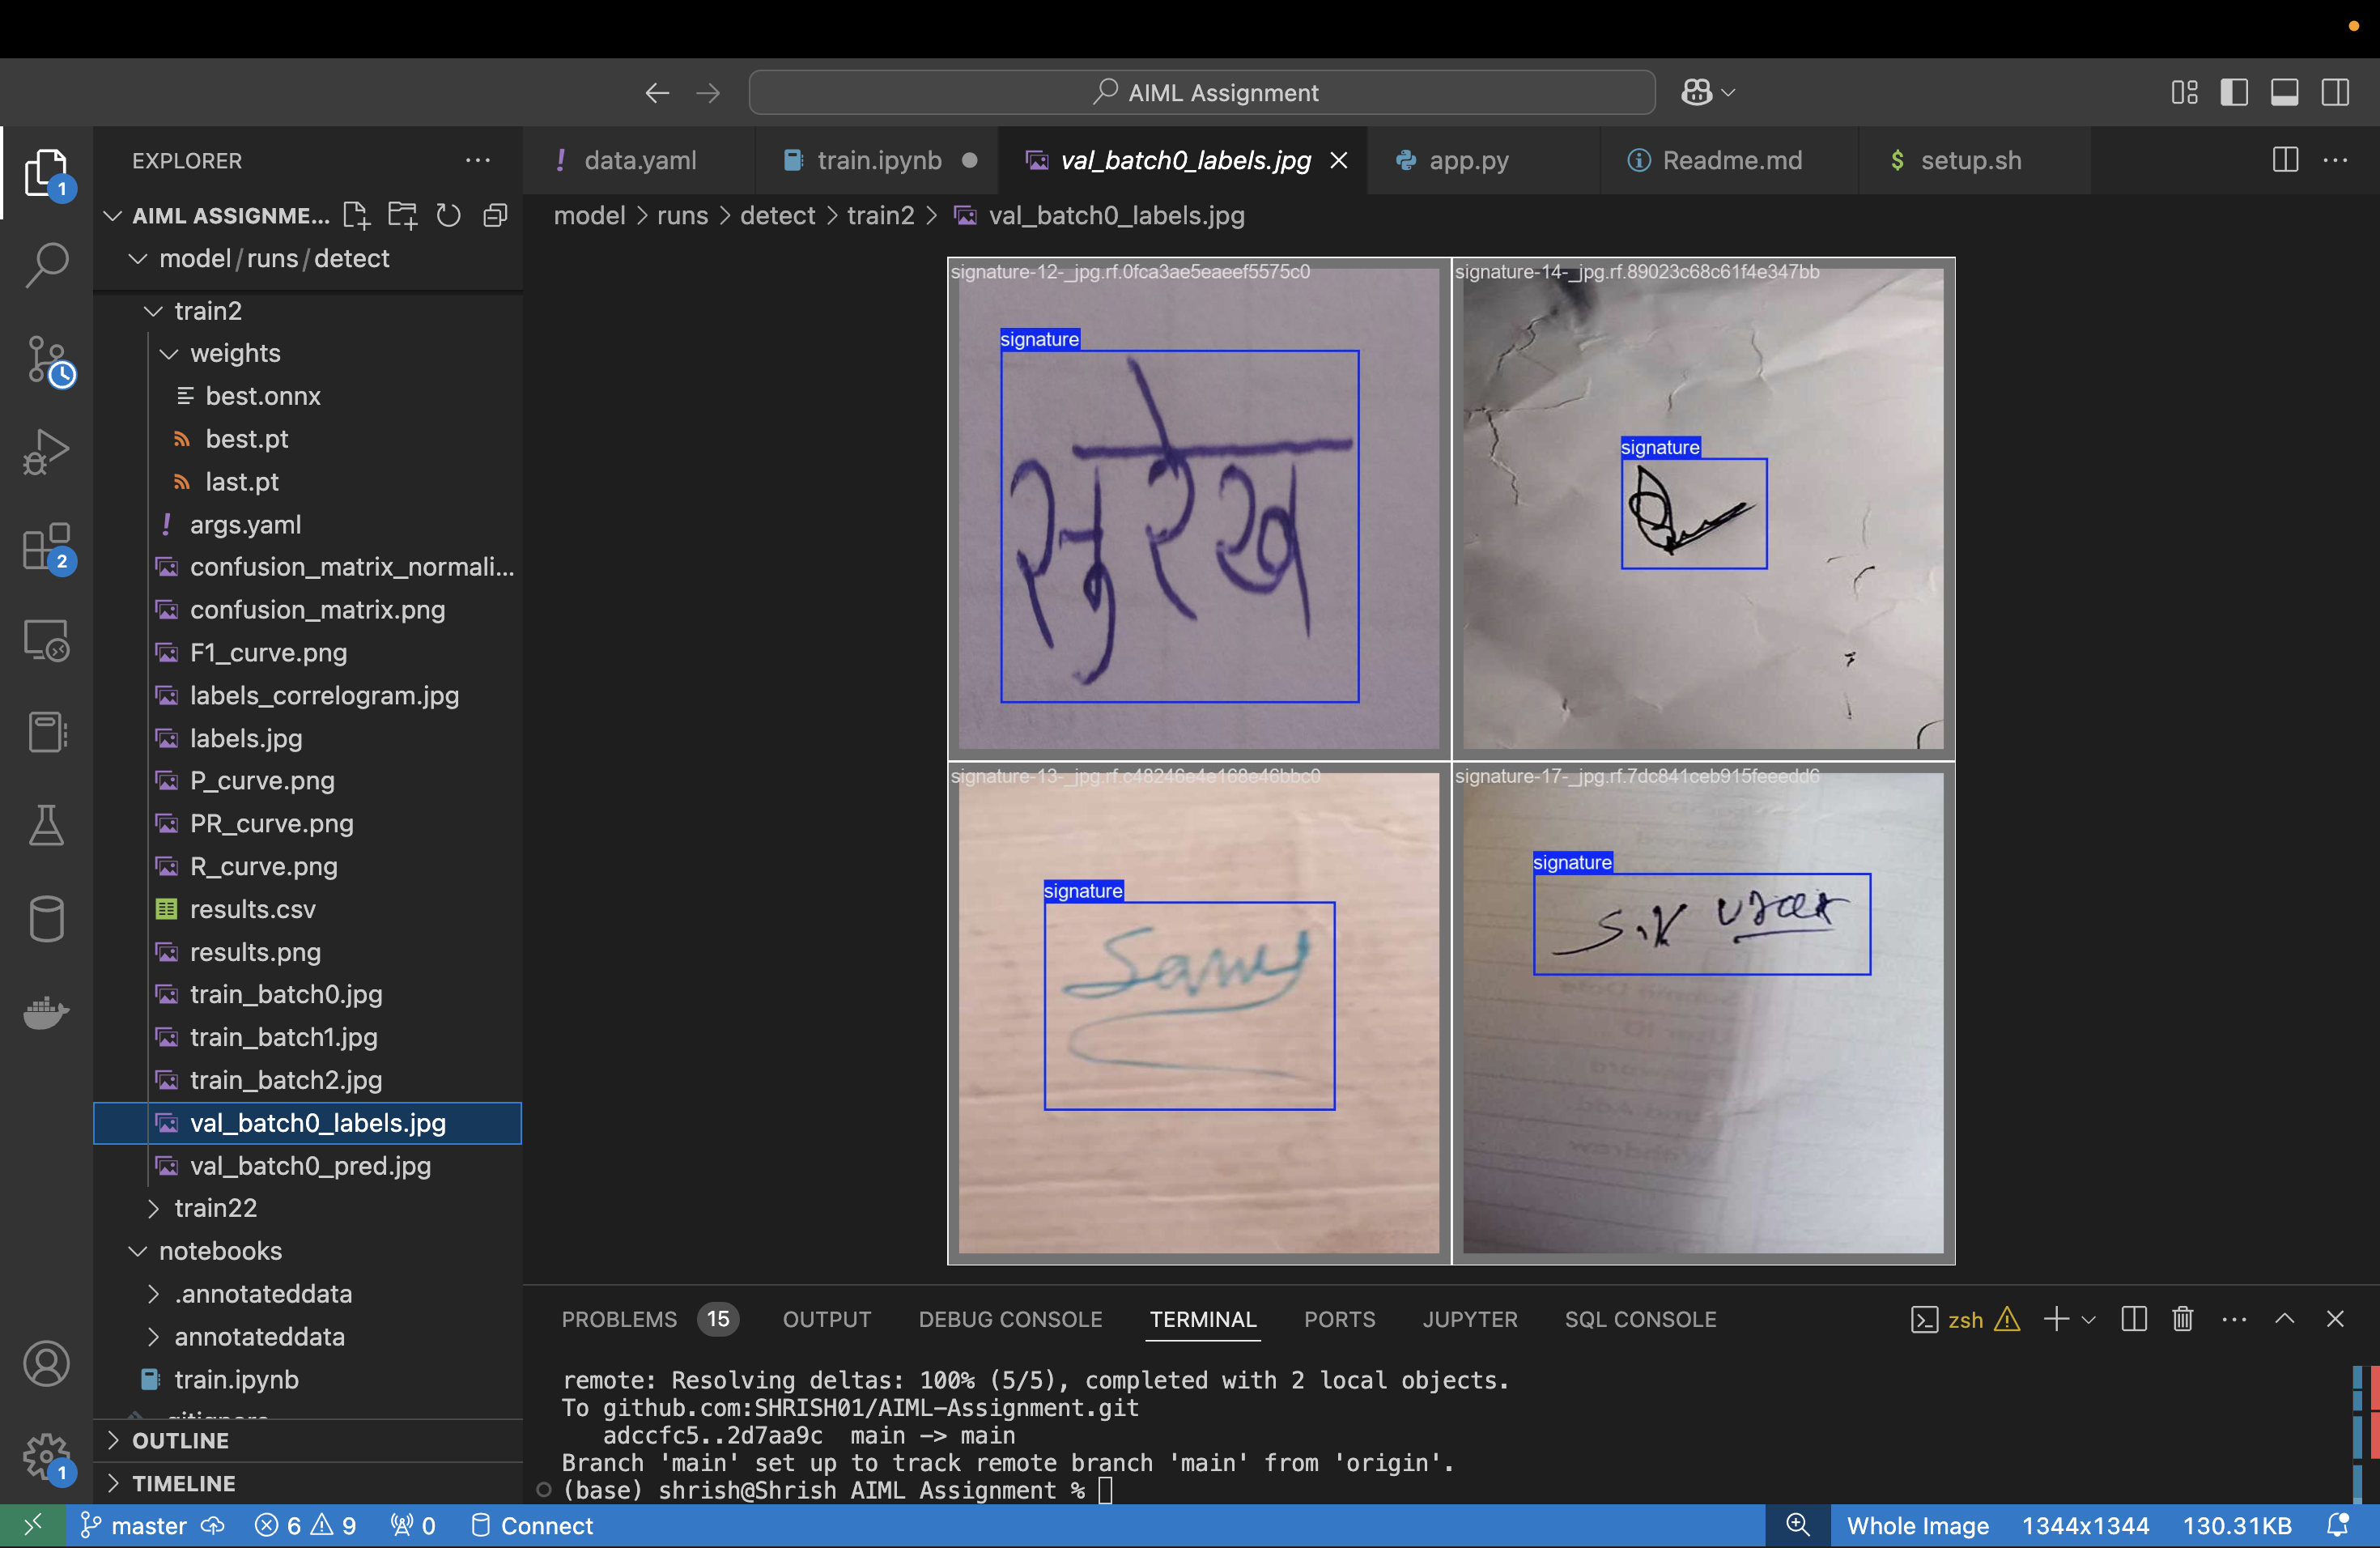 AIML Assignment
EXPLORER
AIML ASSIGNME...
model/runs/detect
train2
weights
best.onnx
best.pt
last.pt
args.yaml
confusion_matrix_normali...
confusion_matrix.png
F1_curve.png
labels_correlogram.jpg
labels.jpg
P_curve.png
PR_curve.png
R_curve.png
results.csv
results.png
train_batch0.jpg
train_batch1.jpg
train_batch2.jpg
val_batch0_labels.jpg
val_batch0_pred.jpg
train22
notebooks
.annotateddata
annotateddata
train.ipynb
OUTLINE
TIMELINE
1
2
1
data.yaml train.ipynb val_batch0_labels.jpg app.py Readme.md setup.sh
model > runs > detect > train2 > val_batch0_labels.jpg
signature-12-_jpg.rf.0fca3ae5eaeef5575c0
signature
सुरेख
signature-14-_jpg.rf.89023c68c61f4e347bb
signature
signature-13-_jpg.rf.c48246e4e168e46bbc0
signature
signature-17-_jpg.rf.7dc841ceb915feeedd6
signature
S.K
PROBLEMS 15 OUTPUT DEBUG CONSOLE TERMINAL PORTS JUPYTER SQL CONSOLE zsh
remote: Resolving deltas: 100% (5/5), completed with 2 local objects.
To github.com:SHRISH01/AIML-Assignment.git
adccfc5..2d7aa9c main -> main
Branch 'main' set up to track remote branch 'main' from 'origin'.
(base) shrish@Shrish AIML Assignment %
master 6 9 0 Connect Whole Image 1344x1344 130.31KB